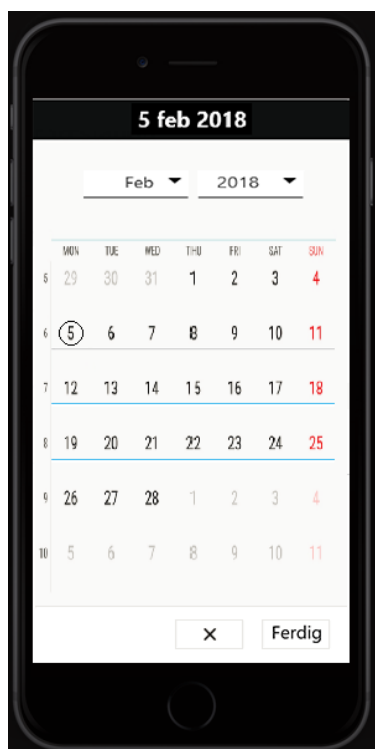 5 feb 2018
Feb 2018
MON TUE WED THU FRI SAT SUN
5 29 30 31 1 2 3 4
6 5 6 7 8 9 10 11
7 12 13 14 15 16 17 18
8 19 20 21 22 23 24 25
9 26 27 28 1 2 3 4
10 5 6 7 8 9 10 11
× Ferdig